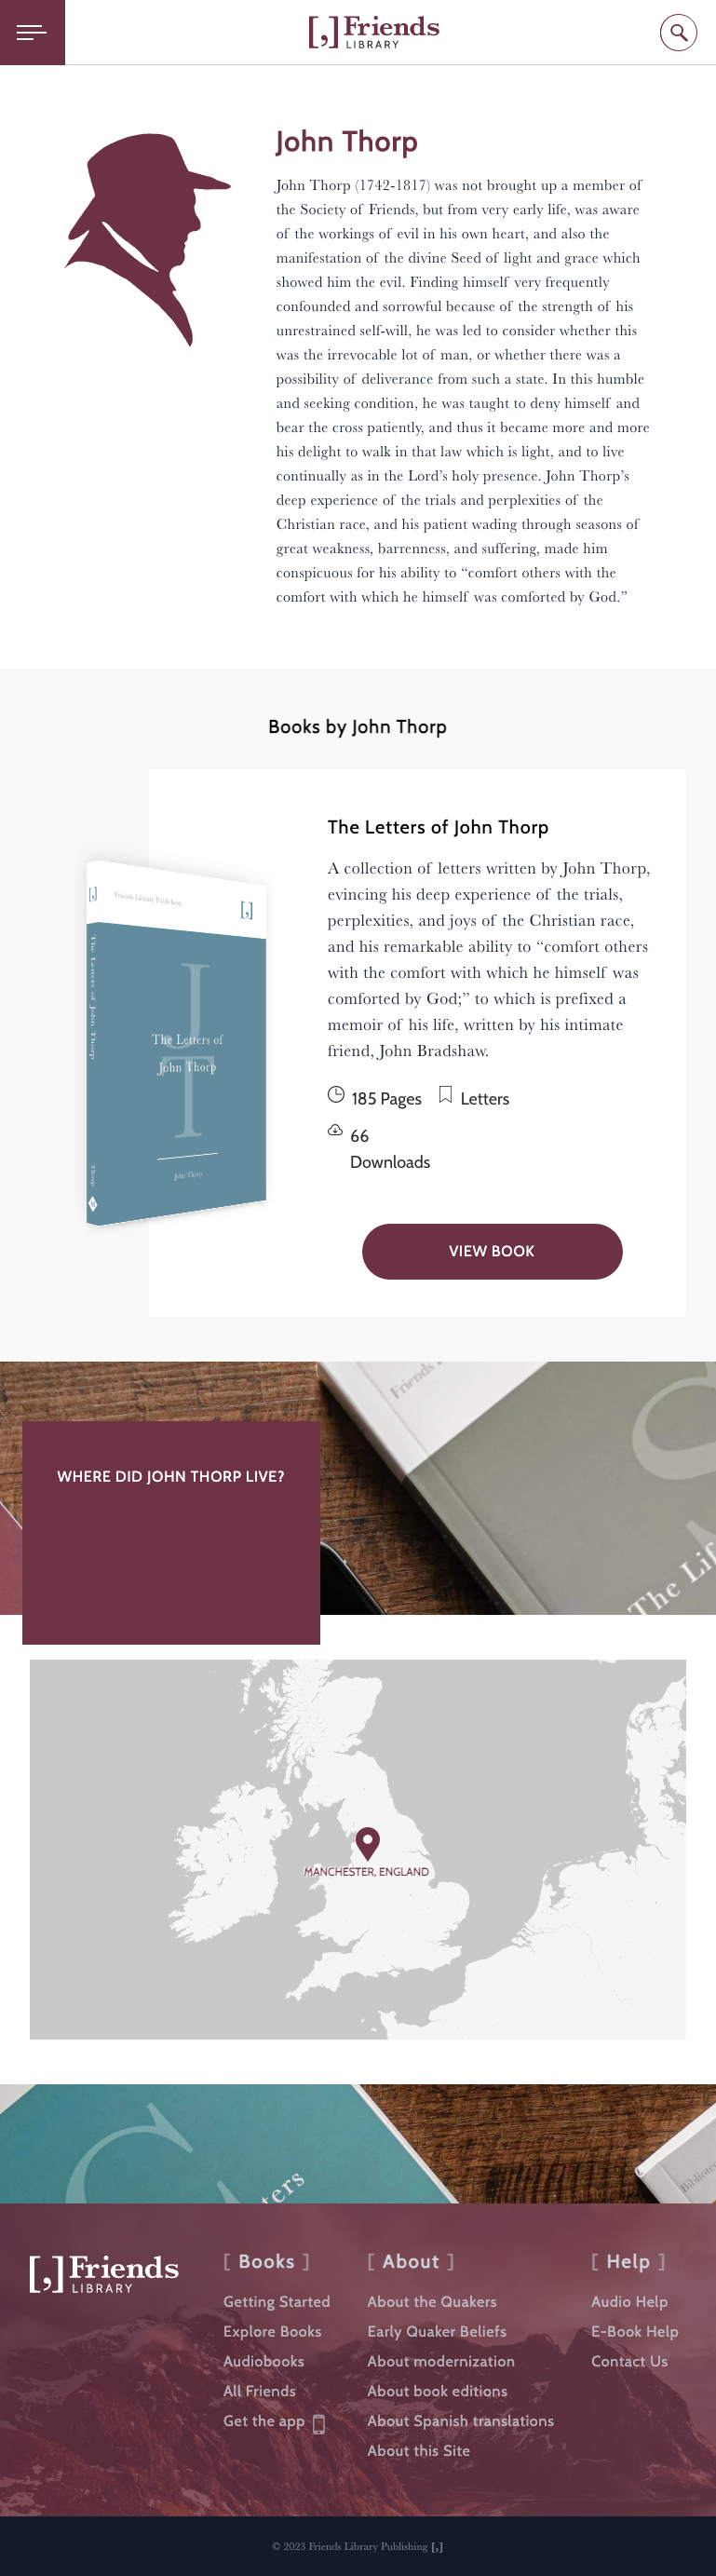 [,] Friends
LIBRARY
John Thorp
John Thorp (1742-1817) was not brought up a member of
the Society of Friends, but from very early life, was aware
of the workings of evil in his own heart, and also the
manifestation of the divine Seed of light and grace which
showed him the evil. Finding himself very frequently
confounded and sorrowful because of the strength of his
unrestrained self-will, he was led to consider whether this
was the irrevocable lot of man, or whether there was a
possibility of deliverance from such a state. In this humble
and seeking condition, he was taught to deny himself and
bear the cross patiently, and thus it became more and more
his delight to walk in that law which is light, and to live
continually as in the Lord’s holy presence. John Thorp’s
deep experience of the trials and perplexities of the
Christian race, and his patient wading through seasons of
great weakness, barrenness, and suffering, made him
conspicuous for his ability to “comfort others with the
comfort with which he himself was comforted by God.”
Books by John Thorp
[,]
Friends Library Publishing
[,]
The Letters of John Thorp
Thorp
J
T
The Letters of
John Thorp
John Thorp
The Letters of John Thorp
A collection of letters written by John Thorp,
evincing his deep experience of the trials,
perplexities, and joys of the Christian race,
and his remarkable ability to “comfort others
with the comfort with which he himself was
comforted by God;” to which is prefixed a
memoir of his life, written by his intimate
friend, John Bradshaw.
185 Pages Letters
66
Downloads
VIEW BOOK
Friends
The Lif
WHERE DID JOHN THORP LIVE?
MANCHESTER, ENGLAND
ters
[,] Friends
LIBRARY
[ Books ]
Getting Started
Explore Books
Audiobooks
All Friends
Get the app
[ About ]
About the Quakers
Early Quaker Beliefs
About modernization
About book editions
About Spanish translations
About this Site
[ Help ]
Audio Help
E-Book Help
Contact Us
© 2023 Friends Library Publishing [,]